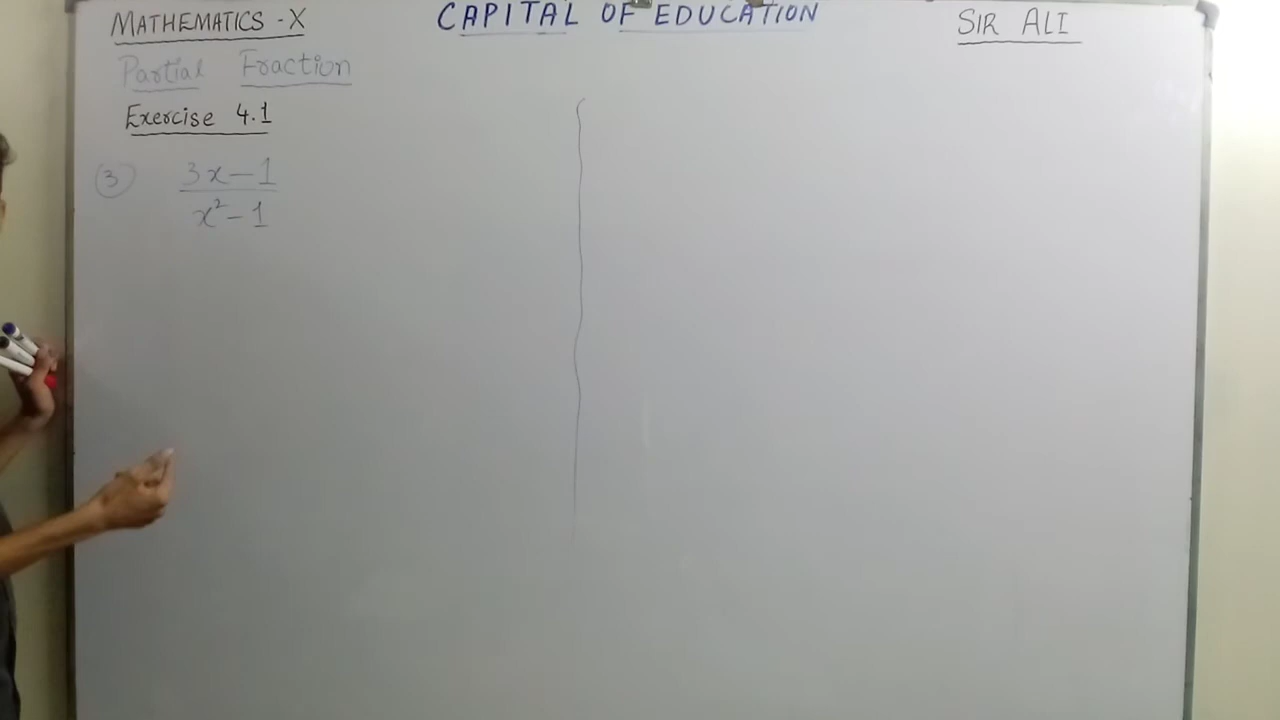 MATHEMATICS - X
CAPITAL OF EDUCATION
SIR ALI
Partial Fraction
Exercise 4.1
3
3x - 1
x² - 1